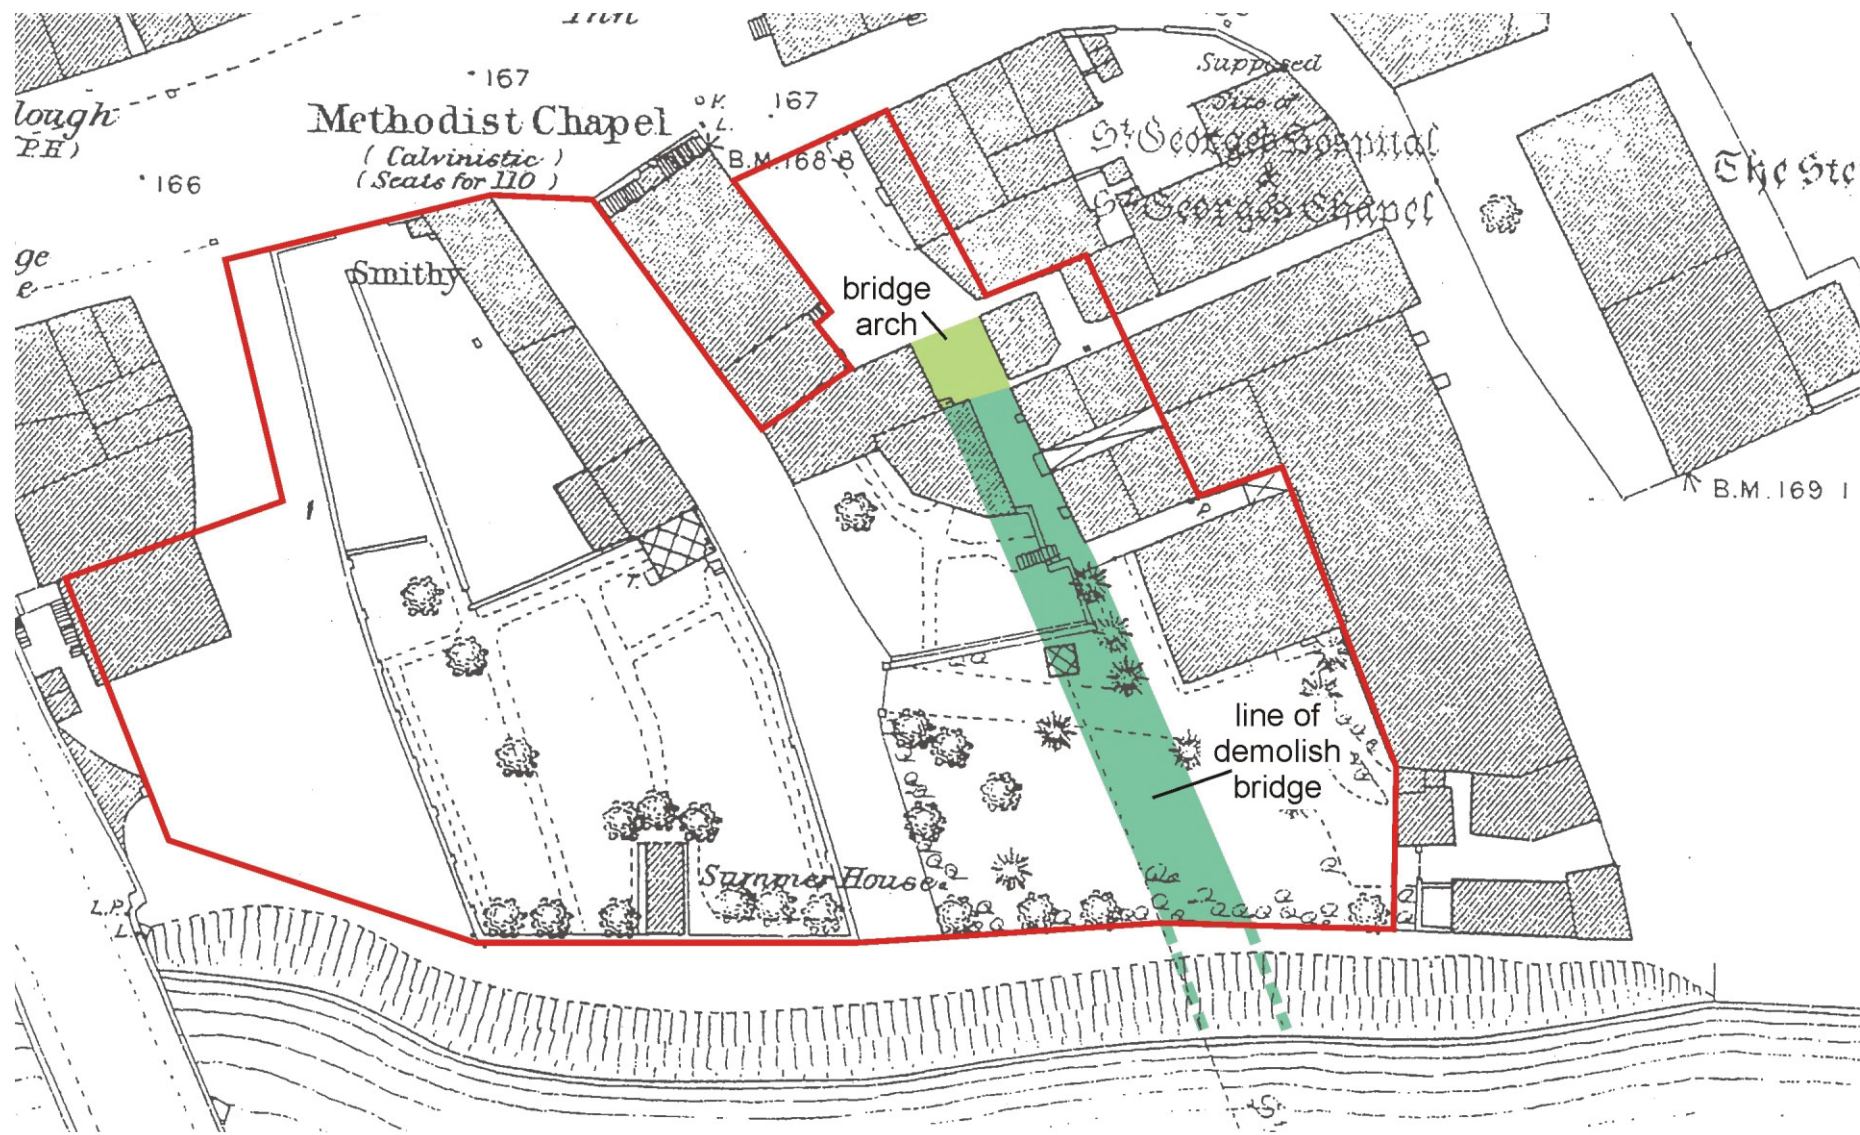 Inn
167
Methodist Chapel
( Calvinistic )
( Seats for 110 )
lough
P.H)
166
ge
e
Smithy
L.
167
B.M.168·8
Supposed
Site of
St. George's Hospital
&
St. George's Chapel
The Ste
B.M.169 1
bridge
arch
P
T
line of
demolish
bridge
Summer House
L.P.
L.
S.